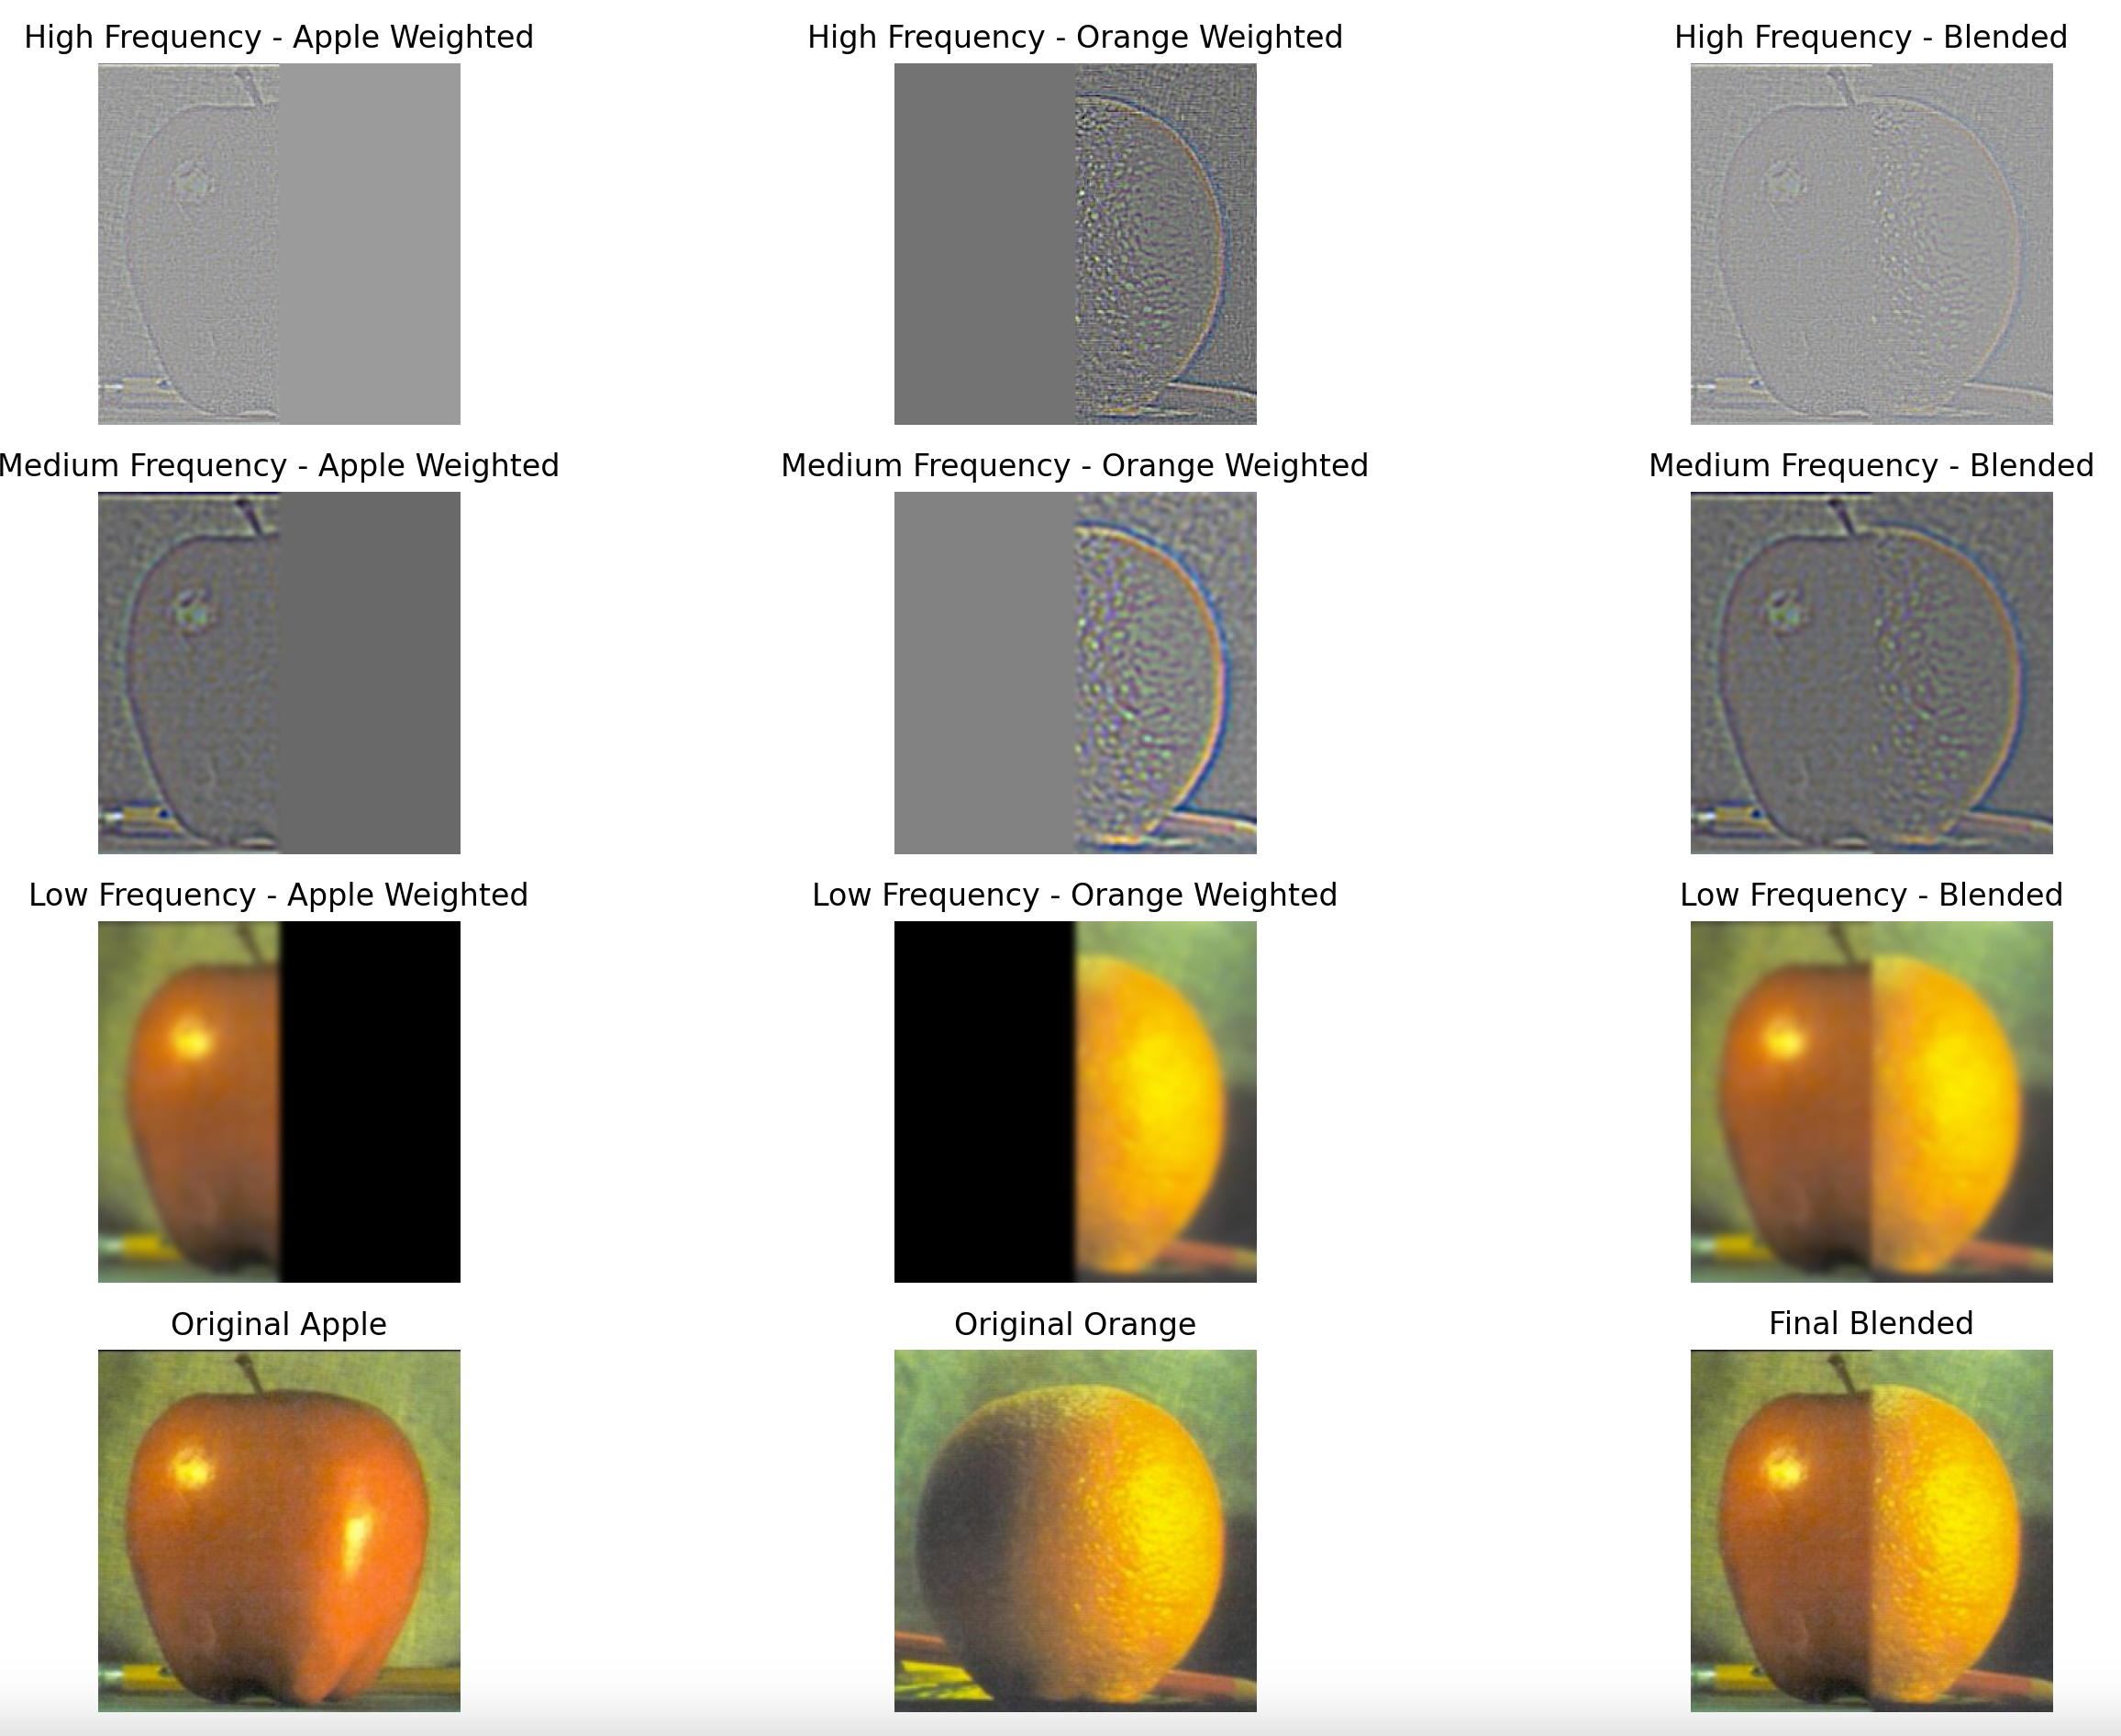 High Frequency - Apple Weighted
High Frequency - Orange Weighted
High Frequency - Blended
Medium Frequency - Apple Weighted
Medium Frequency - Orange Weighted
Medium Frequency - Blended
Low Frequency - Apple Weighted
Low Frequency - Orange Weighted
Low Frequency - Blended
Original Apple
Original Orange
Final Blended